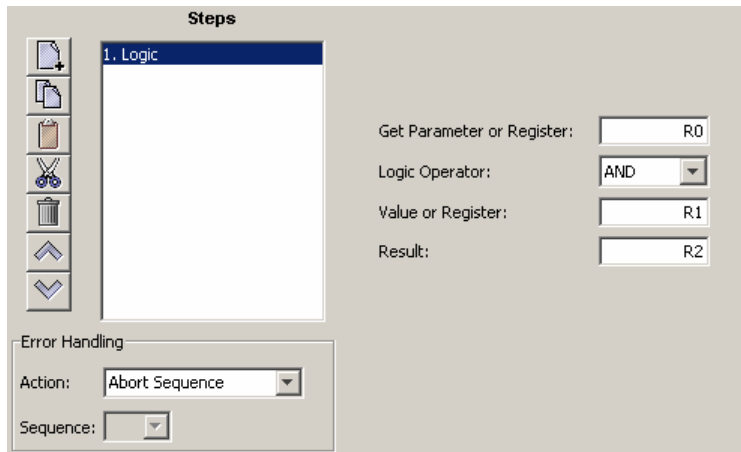 Steps
1. Logic
Get Parameter or Register: R0
Logic Operator: AND
Value or Register: R1
Result: R2
Error Handling
Action: Abort Sequence
Sequence: